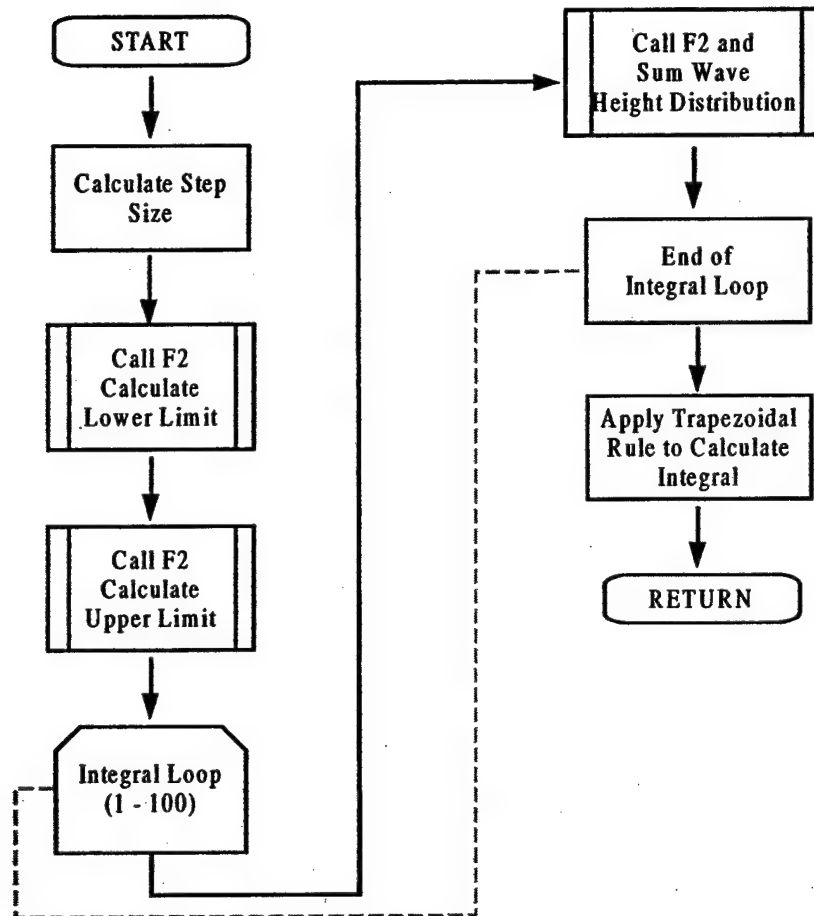 START
Calculate Step
Size
Call F2
Calculate
Lower Limit
Call F2
Calculate
Upper Limit
Integral Loop
(1 - 100)
Call F2 and
Sum Wave
Height Distribution
End of
Integral Loop
Apply Trapezoidal
Rule to Calculate
Integral
RETURN